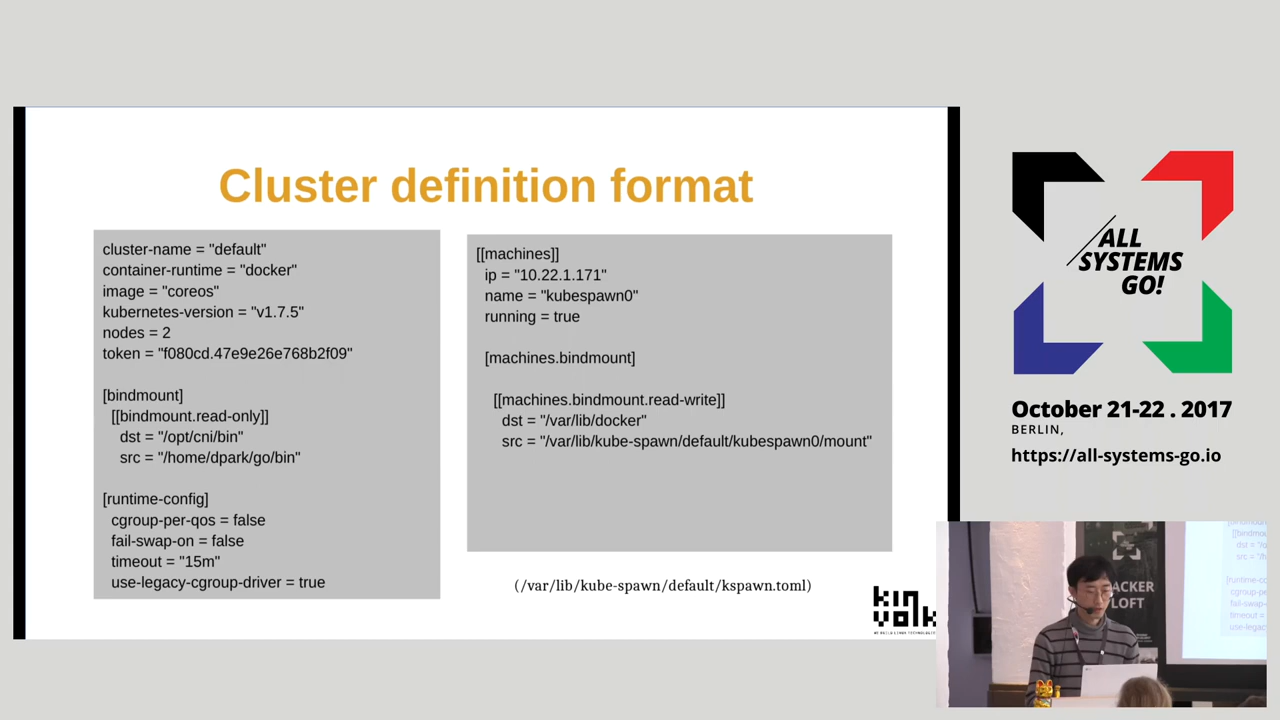 Cluster definition format
cluster-name = "default"
container-runtime = "docker"
image = "coreos"
kubernetes-version = "v1.7.5"
nodes = 2
token = "f080cd.47e9e26e768b2f09"
[bindmount]
[[bindmount.read-only]]
dst = "/opt/cni/bin"
src = "/home/dpark/go/bin"
[runtime-config]
cgroup-per-qos = false
fail-swap-on = false
timeout = "15m"
use-legacy-cgroup-driver = true
[[machines]]
ip = "10.22.1.171"
name = "kubespawn0"
running = true
[machines.bindmount]
[[machines.bindmount.read-write]]
dst = "/var/lib/docker"
src = "/var/lib/kube-spawn/default/kubespawn0/mount"
(/var/lib/kube-spawn/default/kspawn.toml)
kin
volk
ALL
SYSTEMS
GO!
October 21-22 . 2017
BERLIN,
https://all-systems-go.io
ACKER
LOFT